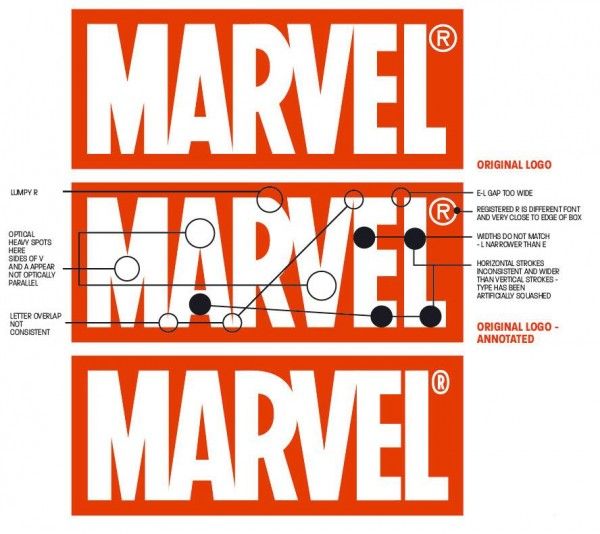 MARVEL®
ORIGINAL LOGO
LUMPY R
E-L GAP TOO WIDE
REGISTERED R IS DIFFERENT FONT
AND VERY CLOSE TO EDGE OF BOX
OPTICAL
HEAVY SPOTS
HERE
SIDES OF V
AND A APPEAR
NOT OPTICALLY
PARALLEL
MARVEL®
WIDTHS DO NOT MATCH
- L NARROWER THAN E
HORIZONTAL STROKES
INCONSISTENT AND WIDER
THAN VERTICAL STROKES -
TYPE HAS BEEN
ARTIFICIALLY SQUASHED
LETTER OVERLAP
NOT
CONSISTENT
ORIGINAL LOGO -
ANNOTATED
MARVEL®